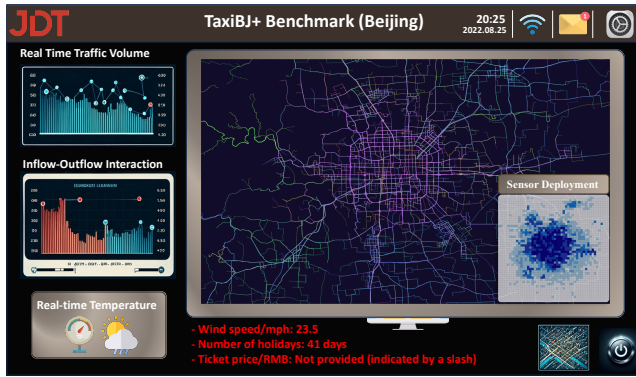 JDT
TaxiBJ+ Benchmark (Beijing)
20:25
2022.08.25
1
Real Time Traffic Volume
Inflow-Outflow Interaction
Sensor Deployment
Real-time Temperature
- Wind speed/mph: 23.5
- Number of holidays: 41 days
- Ticket price/RMB: Not provided (indicated by a slash)